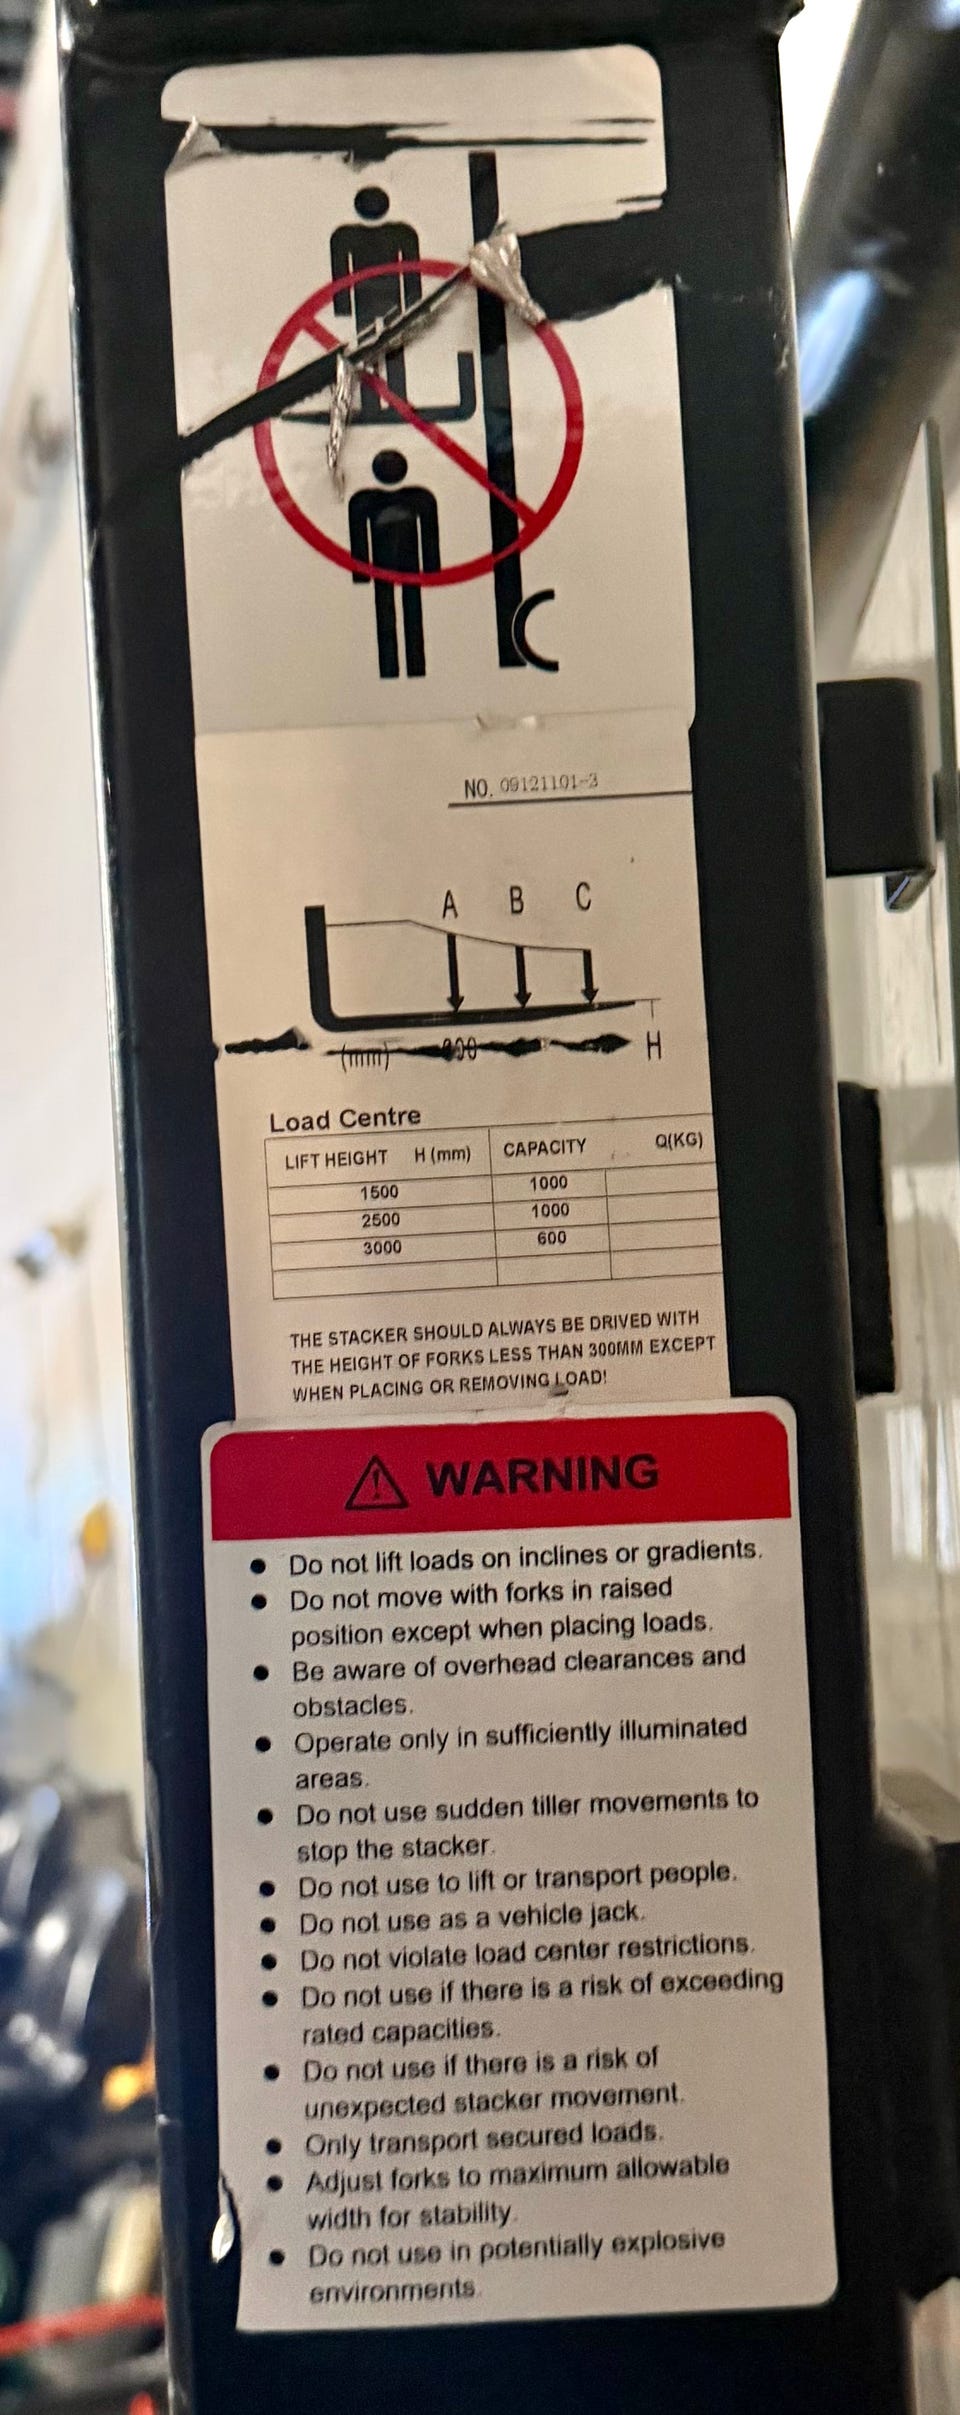 NO. 09121101-3
A B C
(mm)
H
Load Centre
LIFT HEIGHT H (mm) CAPACITY Q(KG)
1500 1000
2500 1000
3000 600
THE STACKER SHOULD ALWAYS BE DRIVED WITH
THE HEIGHT OF FORKS LESS THAN 300MM EXCEPT
WHEN PLACING OR REMOVING LOAD!
WARNING
● Do not lift loads on inclines or gradients.
● Do not move with forks in raised
position except when placing loads.
● Be aware of overhead clearances and
obstacles.
● Operate only in sufficiently illuminated
areas.
● Do not use sudden tiller movements to
stop the stacker.
● Do not use to lift or transport people.
● Do not use as a vehicle jack.
● Do not violate load center restrictions.
● Do not use if there is a risk of exceeding
rated capacities.
● Do not use if there is a risk of
unexpected stacker movement.
● Only transport secured loads.
● Adjust forks to maximum allowable
width for stability.
● Do not use in potentially explosive
environments.